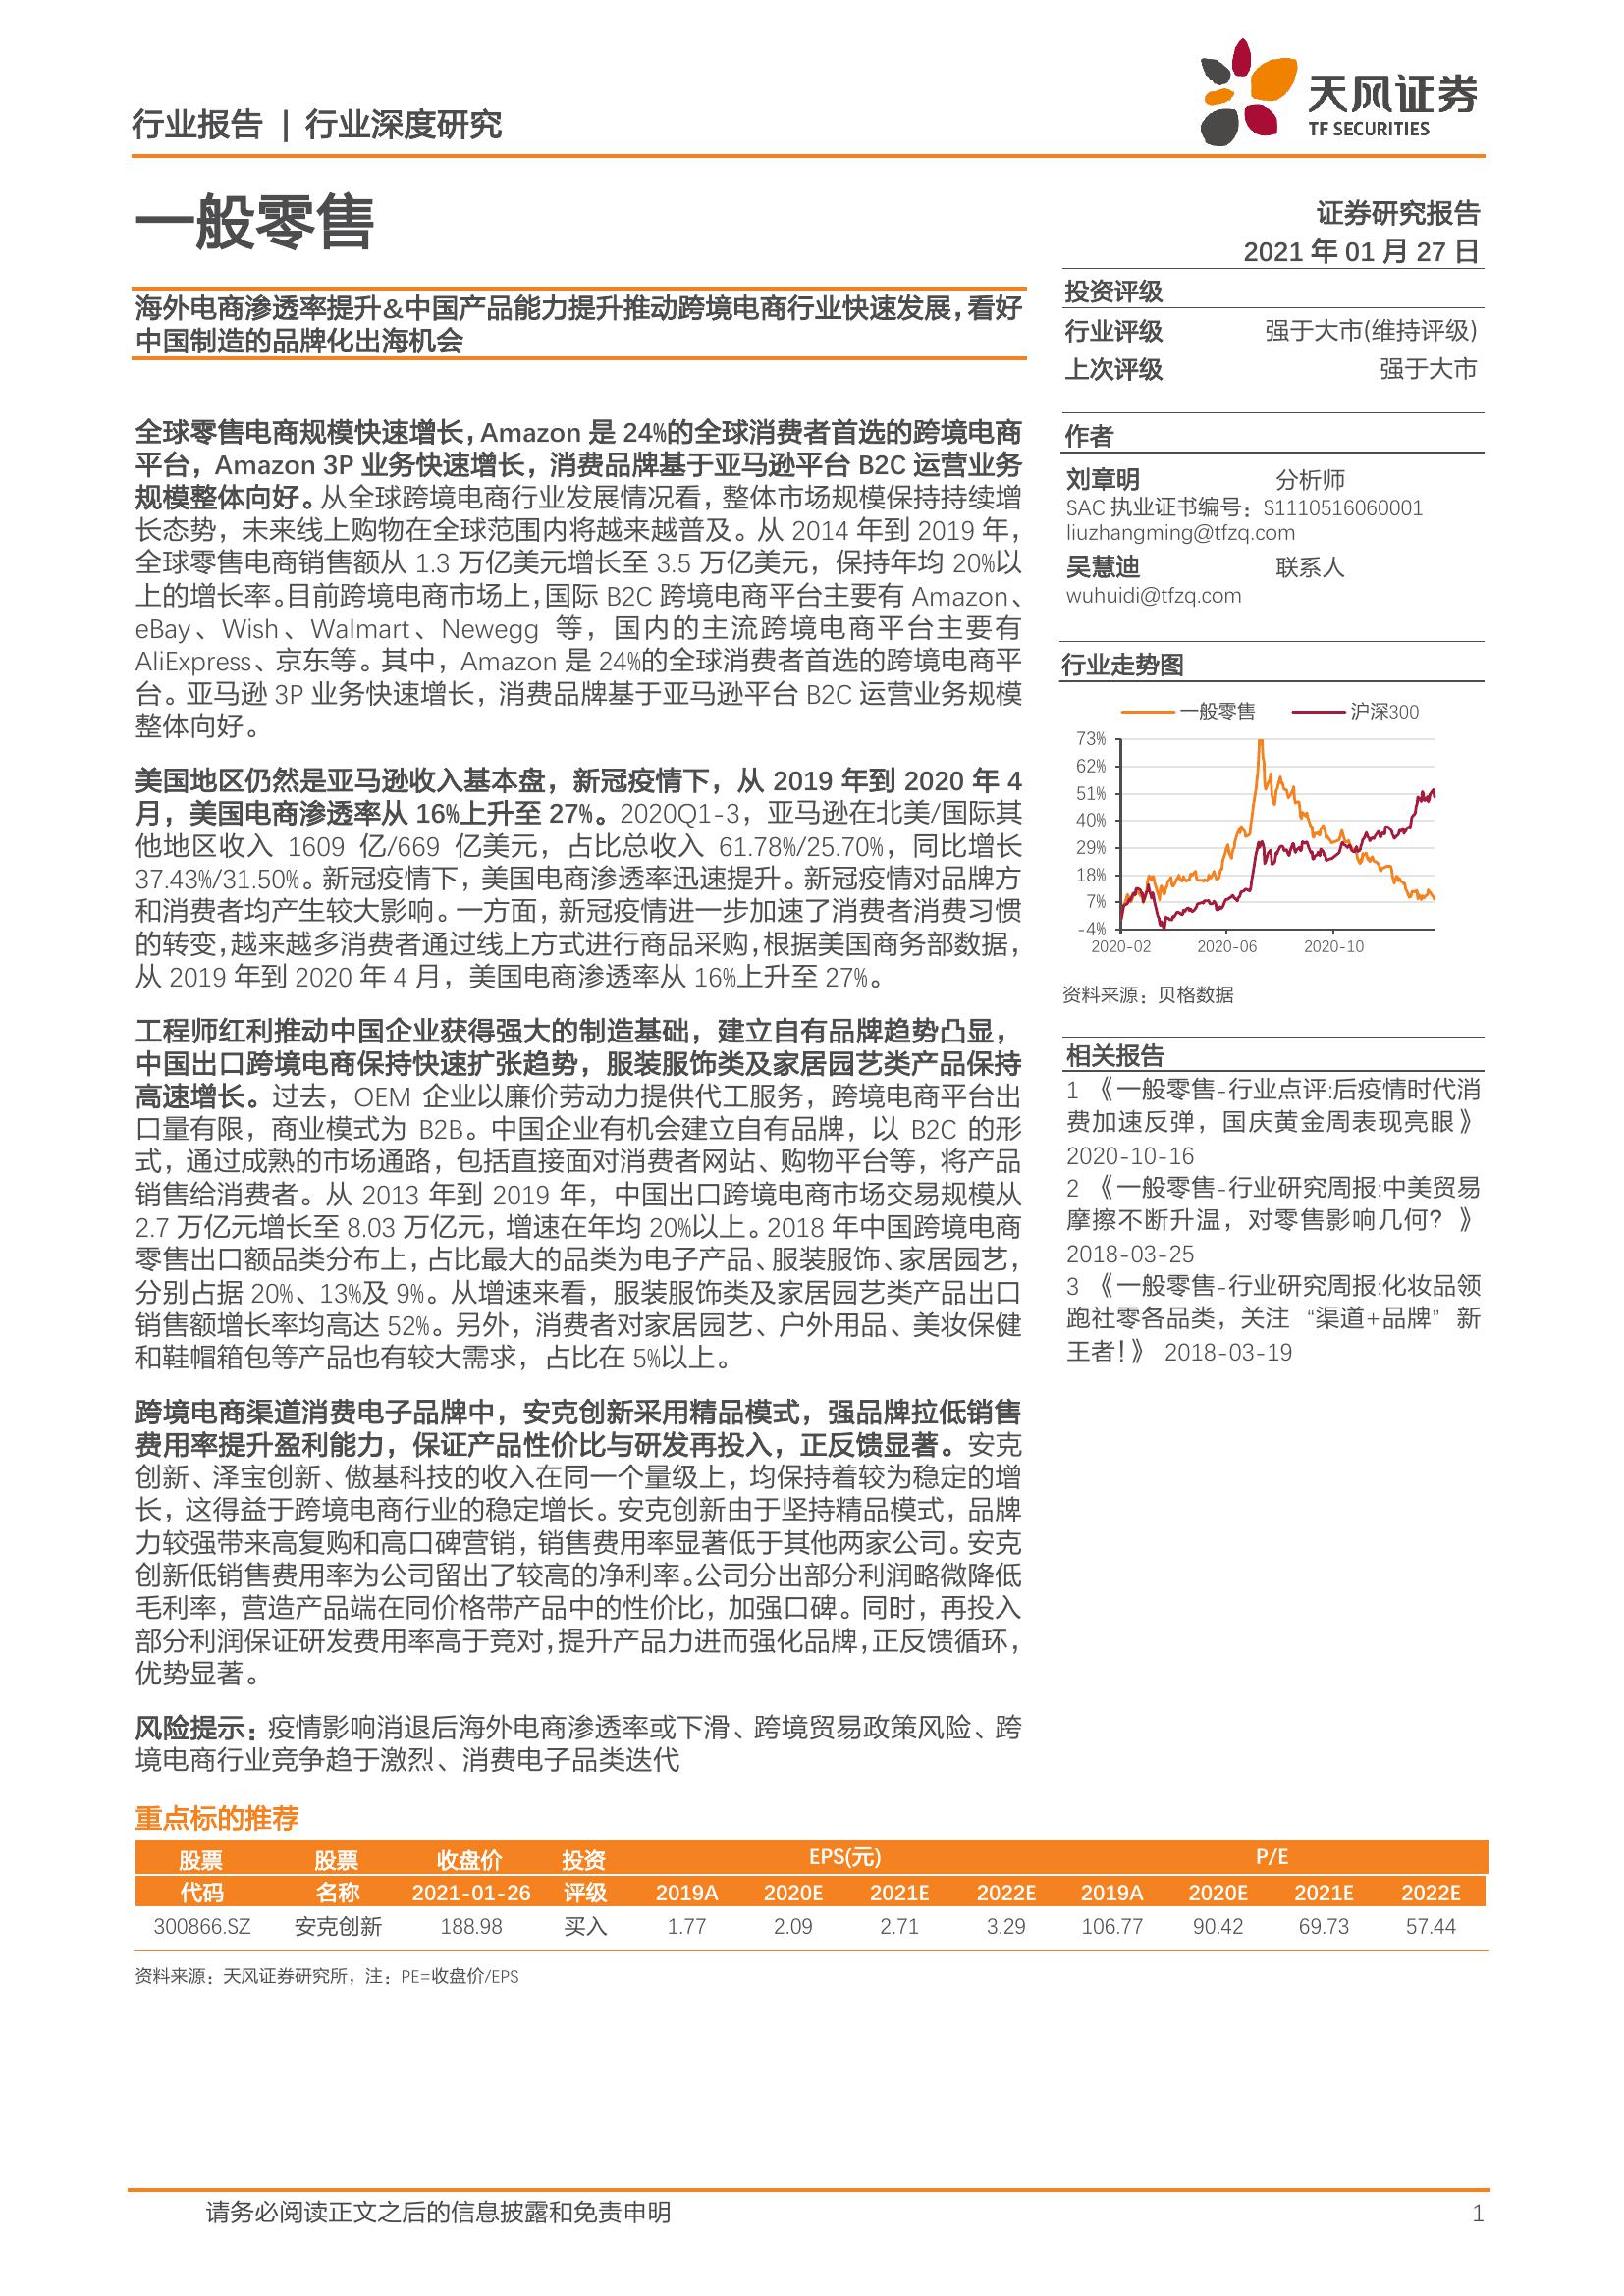 行业报告 | 行业深度研究
天风证券
TF SECURITIES
一般零售
证券研究报告
2021 年 01 月 27 日
海外电商渗透率提升&中国产品能力提升推动跨境电商行业快速发展，看好
中国制造的品牌化出海机会
全球零售电商规模快速增长，Amazon 是 24%的全球消费者首选的跨境电商
平台，Amazon 3P 业务快速增长，消费品牌基于亚马逊平台 B2C 运营业务
规模整体向好。从全球跨境电商行业发展情况看，整体市场规模保持持续增
长态势，未来线上购物在全球范围内将越来越普及。从 2014 年到 2019 年，
全球零售电商销售额从 1.3 万亿美元增长至 3.5 万亿美元，保持年均 20%以
上的增长率。目前跨境电商市场上，国际 B2C 跨境电商平台主要有 Amazon、
eBay、Wish、Walmart、Newegg 等，国内的主流跨境电商平台主要有
AliExpress、京东等。其中，Amazon 是 24%的全球消费者首选的跨境电商平
台。亚马逊 3P 业务快速增长，消费品牌基于亚马逊平台 B2C 运营业务规模
整体向好。
美国地区仍然是亚马逊收入基本盘，新冠疫情下，从 2019 年到 2020 年 4
月，美国电商渗透率从 16%上升至 27%。2020Q1-3，亚马逊在北美/国际其
他地区收入 1609 亿/669 亿美元，占比总收入 61.78%/25.70%，同比增长
37.43%/31.50%。新冠疫情下，美国电商渗透率迅速提升。新冠疫情对品牌方
和消费者均产生较大影响。一方面，新冠疫情进一步加速了消费者消费习惯
的转变，越来越多消费者通过线上方式进行商品采购，根据美国商务部数据，
从 2019 年到 2020 年 4 月，美国电商渗透率从 16%上升至 27%。
工程师红利推动中国企业获得强大的制造基础，建立自有品牌趋势凸显，
中国出口跨境电商保持快速扩张趋势，服装服饰类及家居园艺类产品保持
高速增长。过去，OEM 企业以廉价劳动力提供代工服务，跨境电商平台出
口量有限，商业模式为 B2B。中国企业有机会建立自有品牌，以 B2C 的形
式，通过成熟的市场通路，包括直接面对消费者网站、购物平台等，将产品
销售给消费者。从 2013 年到 2019 年，中国出口跨境电商市场交易规模从
2.7 万亿元增长至 8.03 万亿元，增速在年均 20%以上。2018 年中国跨境电商
零售出口额品类分布上，占比最大的品类为电子产品、服装服饰、家居园艺，
分别占据 20%、13%及 9%。从增速来看，服装服饰类及家居园艺类产品出口
销售额增长率均高达 52%。另外，消费者对家居园艺、户外用品、美妆保健
和鞋帽箱包等产品也有较大需求，占比在 5%以上。
跨境电商渠道消费电子品牌中，安克创新采用精品模式，强品牌拉低销售
费用率提升盈利能力，保证产品性价比与研发再投入，正反馈显著。安克
创新、泽宝创新、傲基科技的收入在同一个量级上，均保持着较为稳定的增
长，这得益于跨境电商行业的稳定增长。安克创新由于坚持精品模式，品牌
力较强带来高复购和高口碑营销，销售费用率显著低于其他两家公司。安克
创新低销售费用率为公司留出了较高的净利率。公司分出部分利润略微降低
毛利率，营造产品端在同价格带产品中的性价比，加强口碑。同时，再投入
部分利润保证研发费用率高于竞对，提升产品力进而强化品牌，正反馈循环，
优势显著。
风险提示：疫情影响消退后海外电商渗透率或下滑、跨境贸易政策风险、跨
境电商行业竞争趋于激烈、消费电子品类迭代
投资评级
行业评级 强于大市(维持评级)
上次评级 强于大市
作者
刘章明 分析师
SAC 执业证书编号：S1110516060001
liuzhangming@tfzq.com
吴慧迪 联系人
wuhuidi@tfzq.com
行业走势图
一般零售 沪深300
73%
62%
51%
40%
29%
18%
7%
-4%
2020-02 2020-06 2020-10
资料来源：贝格数据
相关报告
1 《一般零售-行业点评:后疫情时代消
费加速反弹，国庆黄金周表现亮眼》
2020-10-16
2 《一般零售-行业研究周报:中美贸易
摩擦不断升温，对零售影响几何？》
2018-03-25
3 《一般零售-行业研究周报:化妆品领
跑社零各品类，关注 “渠道+品牌” 新
王者！》 2018-03-19
重点标的推荐
股票 股票 收盘价 投资 EPS(元) P/E
代码 名称 2021-01-26 评级 2019A 2020E 2021E 2022E 2019A 2020E 2021E 2022E
300866.SZ 安克创新 188.98 买入 1.77 2.09 2.71 3.29 106.77 90.42 69.73 57.44
资料来源：天风证券研究所，注：PE=收盘价/EPS
请务必阅读正文之后的信息披露和免责申明 1